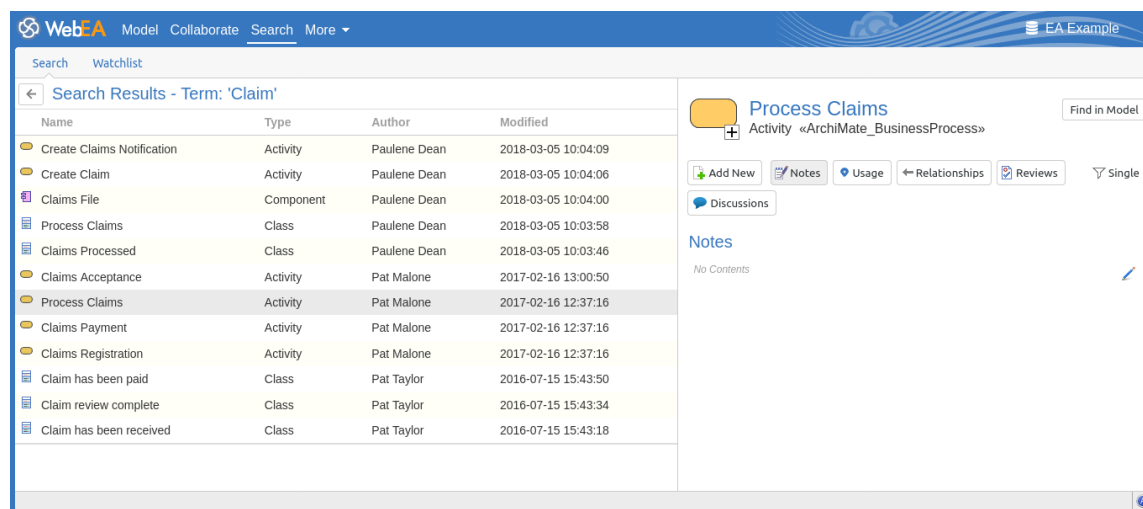 WebEA Model Collaborate Search More EA Example
Search Watchlist
Search Results - Term: 'Claim'
Name Type Author Modified
Create Claims Notification Activity Paulene Dean 2018-03-05 10:04:09
Create Claim Activity Paulene Dean 2018-03-05 10:04:06
Claims File Component Paulene Dean 2018-03-05 10:04:00
Process Claims Class Paulene Dean 2018-03-05 10:03:58
Claims Processed Class Paulene Dean 2018-03-05 10:03:46
Claims Acceptance Activity Pat Malone 2017-02-16 13:00:50
Process Claims Activity Pat Malone 2017-02-16 12:37:16
Claims Payment Activity Pat Malone 2017-02-16 12:37:16
Claims Registration Activity Pat Malone 2017-02-16 12:37:16
Claim has been paid Class Pat Taylor 2016-07-15 15:43:50
Claim review complete Class Pat Taylor 2016-07-15 15:43:34
Claim has been received Class Pat Taylor 2016-07-15 15:43:18
Process Claims Find in Model
Activity «ArchiMate_BusinessProcess»
Add New Notes Usage Relationships Reviews Single
Discussions
Notes
No Contents